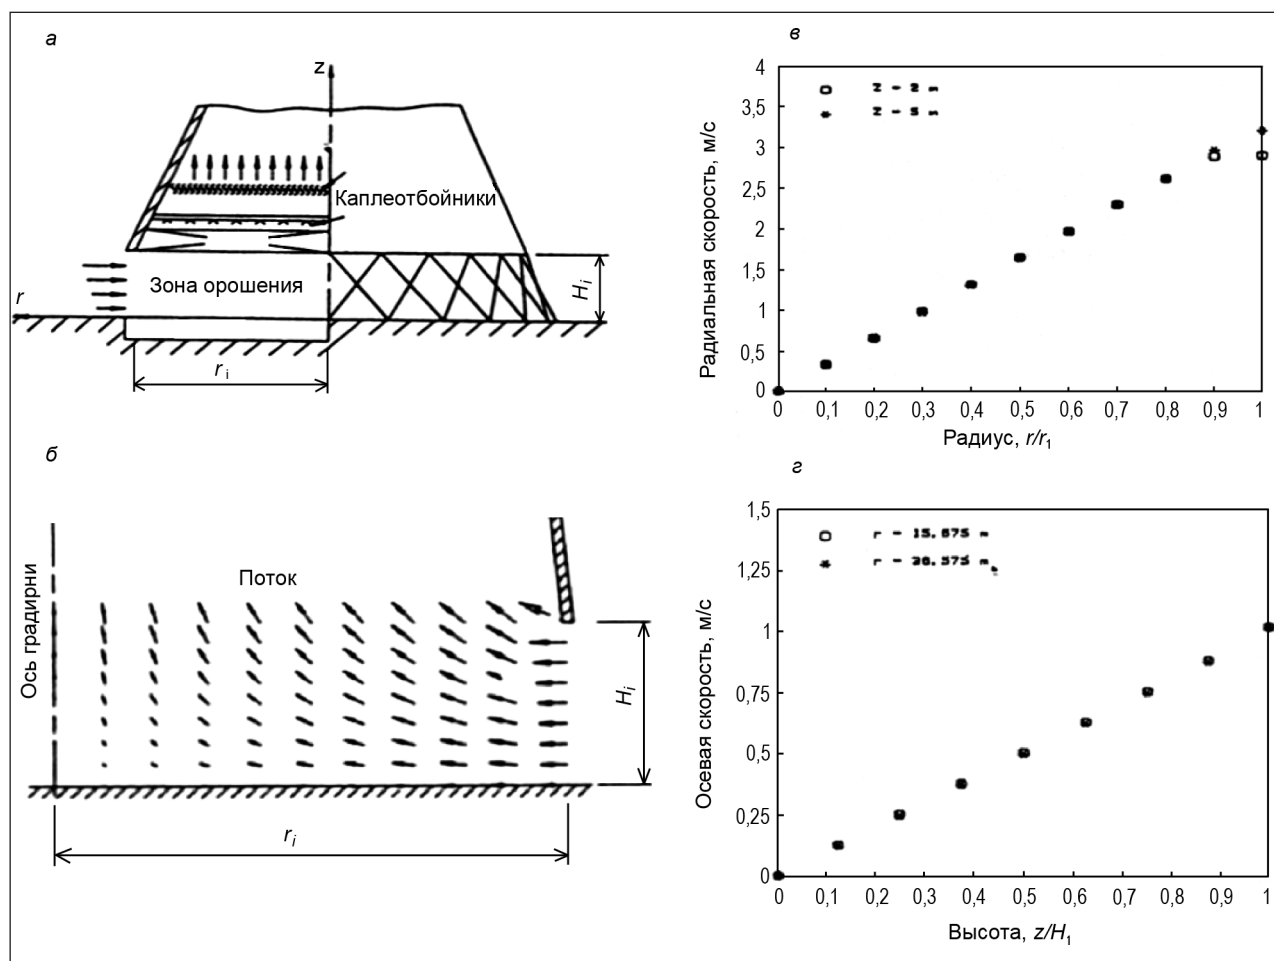 а
z
Каплеотбойники
Зона орошения
r
H i
r i
б
Ось градирни
Поток
H i
r i
в
Радиальная скорость, м/с
4
3,5
3
2,5
2
1,5
1
0,5
0
Z - 2 m
Z - 5 m
0 0,1 0,2 0,3 0,4 0,5 0,6 0,7 0,8 0,9 1
Радиус, r/r1
г
Осевая скорость, м/с
1,5
1,25
1
0,75
0,5
0,25
0
r - 15.675 m
r - 0 0,1 0,2 0,3 0,4 0,5 0,6 0,7 0,8 0,9 1
Высота, z/H1